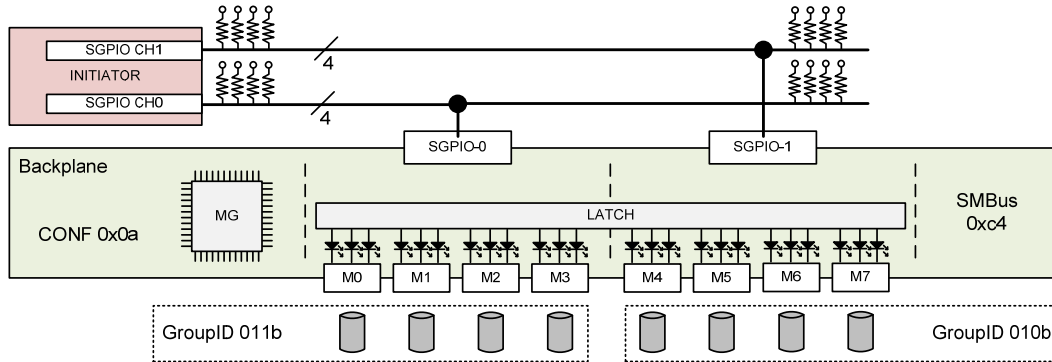 SGPIO CH1
4
INITIATOR
SGPIO CH0
4
SGPIO-0
SGPIO-1
Backplane
MG
CONF 0x0a
LATCH
SMBus
0xc4
M0 M1 M2 M3 M4 M5 M6 M7
GroupID 011b
GroupID 010b